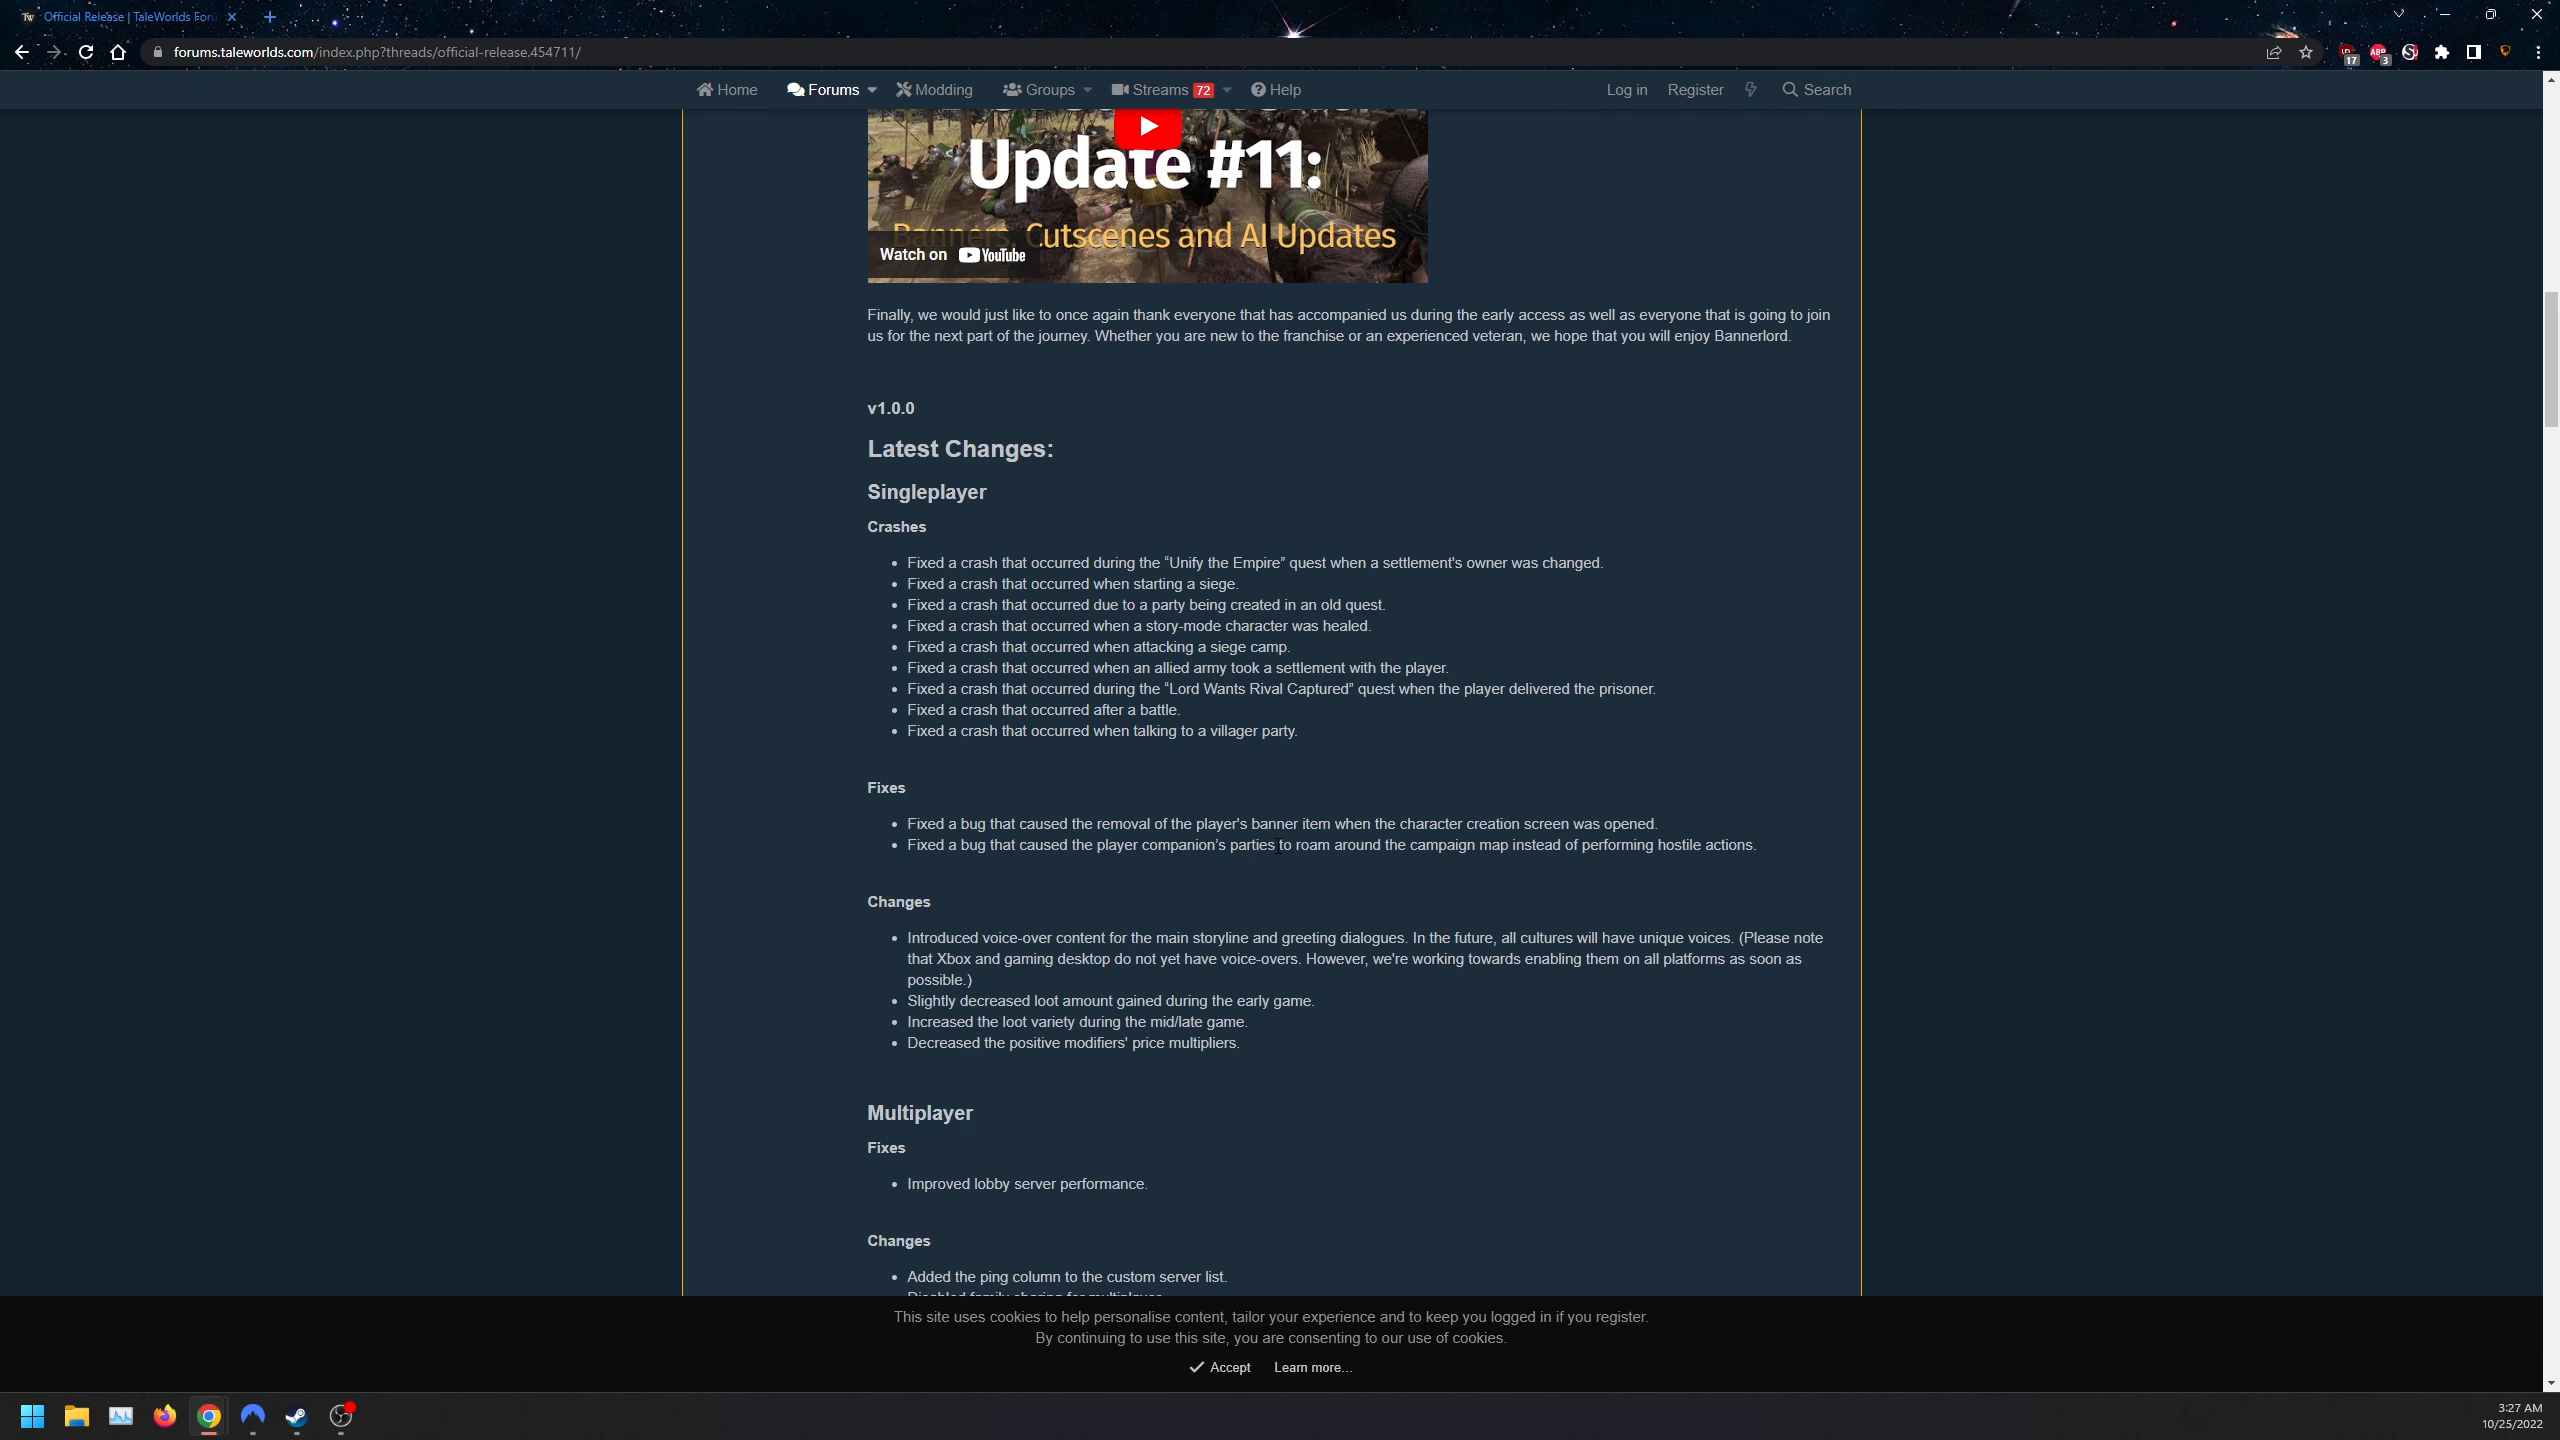 Official Release | TaleWorlds Foru
forums.taleworlds.com/index.php?threads/official-release.454711/
17
ABP
3
Home
Forums
Modding
Groups
Streams 72
Help
Log in
Register
Search
Update #11:
Banners, Cutscenes and AI Updates
Watch on YouTube
Finally, we would just like to once again thank everyone that has accompanied us during the early access as well as everyone that is going to join
us for the next part of the journey. Whether you are new to the franchise or an experienced veteran, we hope that you will enjoy Bannerlord.
v1.0.0
Latest Changes:
Singleplayer
Crashes
• Fixed a crash that occurred during the “Unify the Empire” quest when a settlement's owner was changed.
• Fixed a crash that occurred when starting a siege.
• Fixed a crash that occurred due to a party being created in an old quest.
• Fixed a crash that occurred when a story-mode character was healed.
• Fixed a crash that occurred when attacking a siege camp.
• Fixed a crash that occurred when an allied army took a settlement with the player.
• Fixed a crash that occurred during the “Lord Wants Rival Captured” quest when the player delivered the prisoner.
• Fixed a crash that occurred after a battle.
• Fixed a crash that occurred when talking to a villager party.
Fixes
• Fixed a bug that caused the removal of the player's banner item when the character creation screen was opened.
• Fixed a bug that caused the player companion’s parties to roam around the campaign map instead of performing hostile actions.
Changes
• Introduced voice-over content for the main storyline and greeting dialogues. In the future, all cultures will have unique voices. (Please note
that Xbox and gaming desktop do not yet have voice-overs. However, we're working towards enabling them on all platforms as soon as
possible.)
• Slightly decreased loot amount gained during the early game.
• Increased the loot variety during the mid/late game.
• Decreased the positive modifiers' price multipliers.
Multiplayer
Fixes
• Improved lobby server performance.
Changes
• Added the ping column to the custom server list.
Disabled family sharing for multiplayer.
This site uses cookies to help personalise content, tailor your experience and to keep you logged in if you register.
By continuing to use this site, you are consenting to our use of cookies.
Accept
Learn more…
3:27 AM
10/25/2022